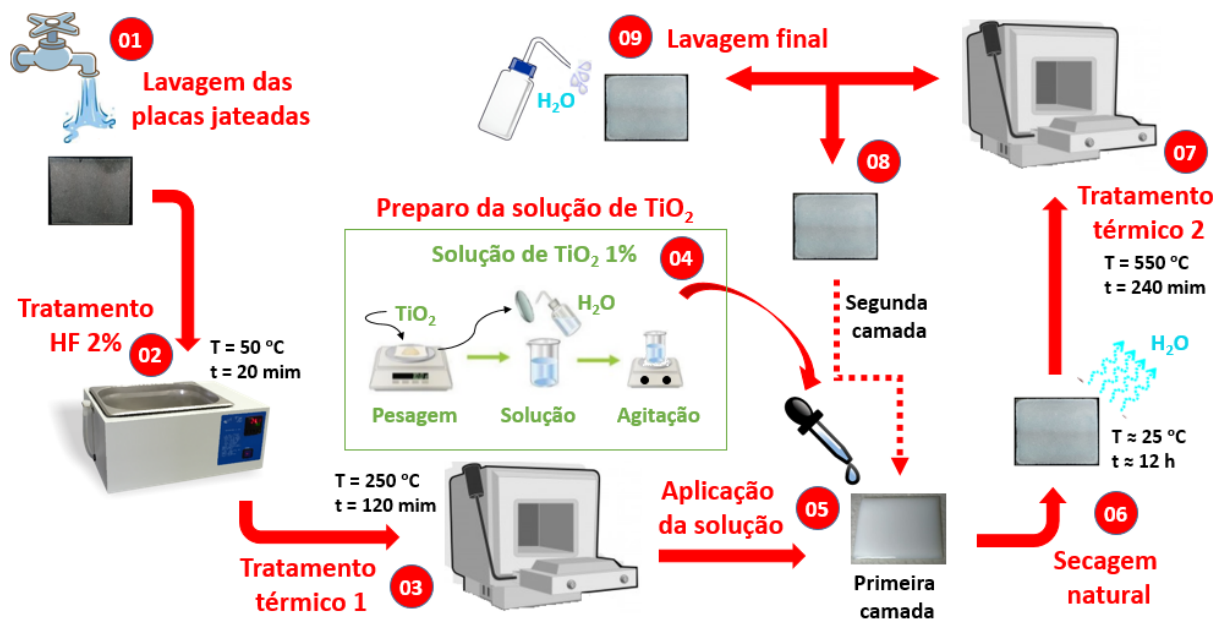 01
Lavagem das
placas jateadas
Tratamento
HF 2%
02
T = 50 °C
t = 20 mim
T = 250 °C
t = 120 mim
Tratamento
térmico 1
03
Preparo da solução de TiO₂
Solução de TiO₂ 1%
04
TiO₂
H₂O
Pesagem
Solução
Agitação
Aplicação
da solução
05
Primeira
camada
06
Secagem
natural
T ≈ 25 °C
t ≈ 12 h
H₂O
07
Tratamento
térmico 2
T = 550 °C
t = 240 mim
08
Segunda
camada
09
Lavagem final
H₂O